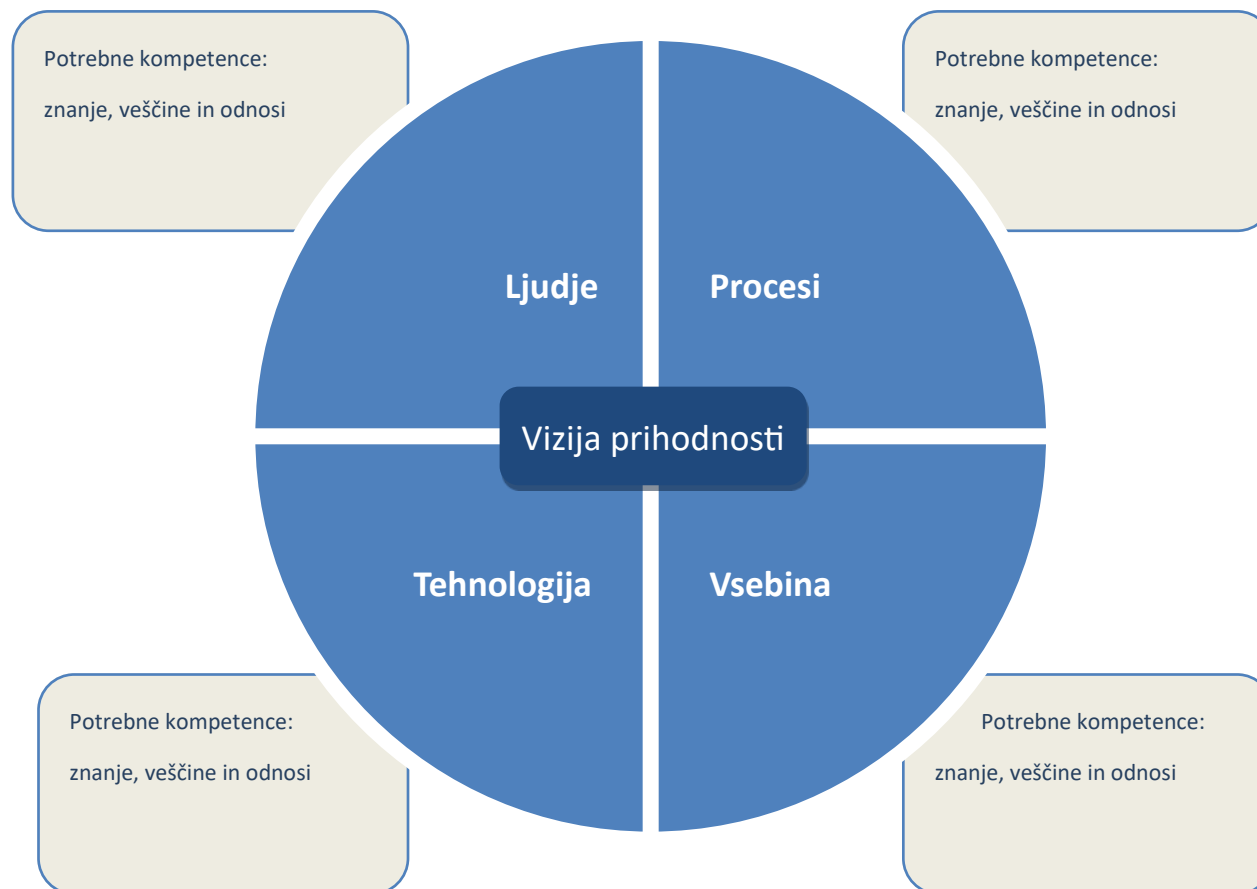 Potrebne kompetence:
znanje, veščine in odnosi
Potrebne kompetence:
znanje, veščine in odnosi
Ljudje
Procesi
Vizija prihodnosti
Tehnologija
Vsebina
Potrebne kompetence:
znanje, veščine in odnosi
Potrebne kompetence:
znanje, veščine in odnosi